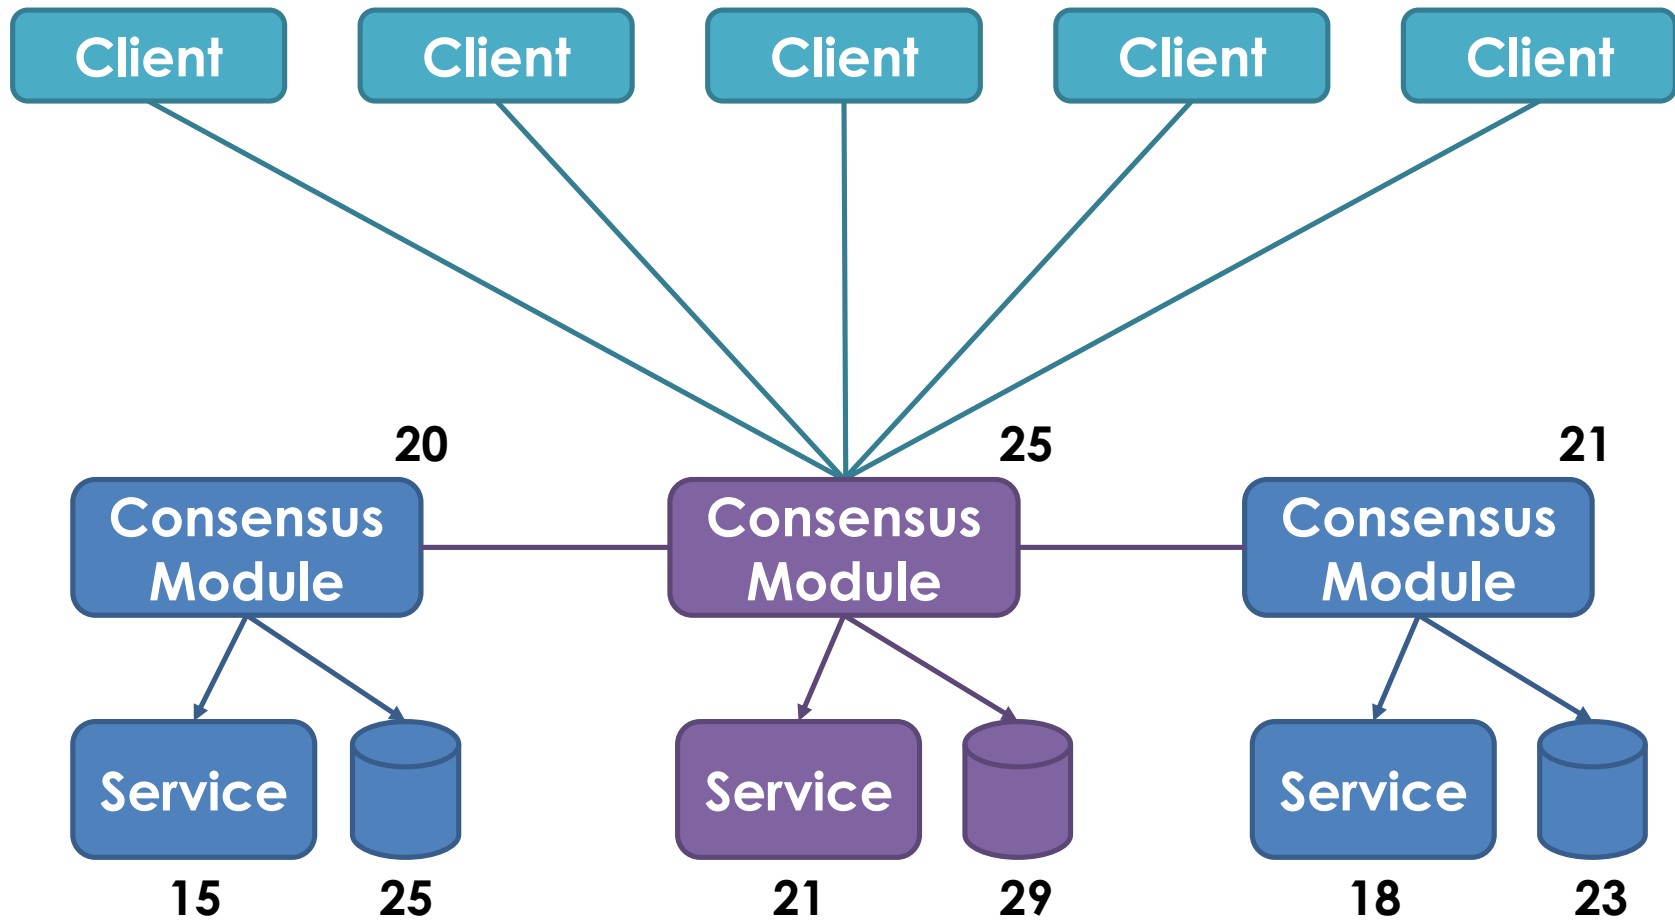 Client
Client
Client
Client
Client
20
25
21
Consensus
Module
Consensus
Module
Consensus
Module
Service
Service
Service
15
25
21
29
18
23